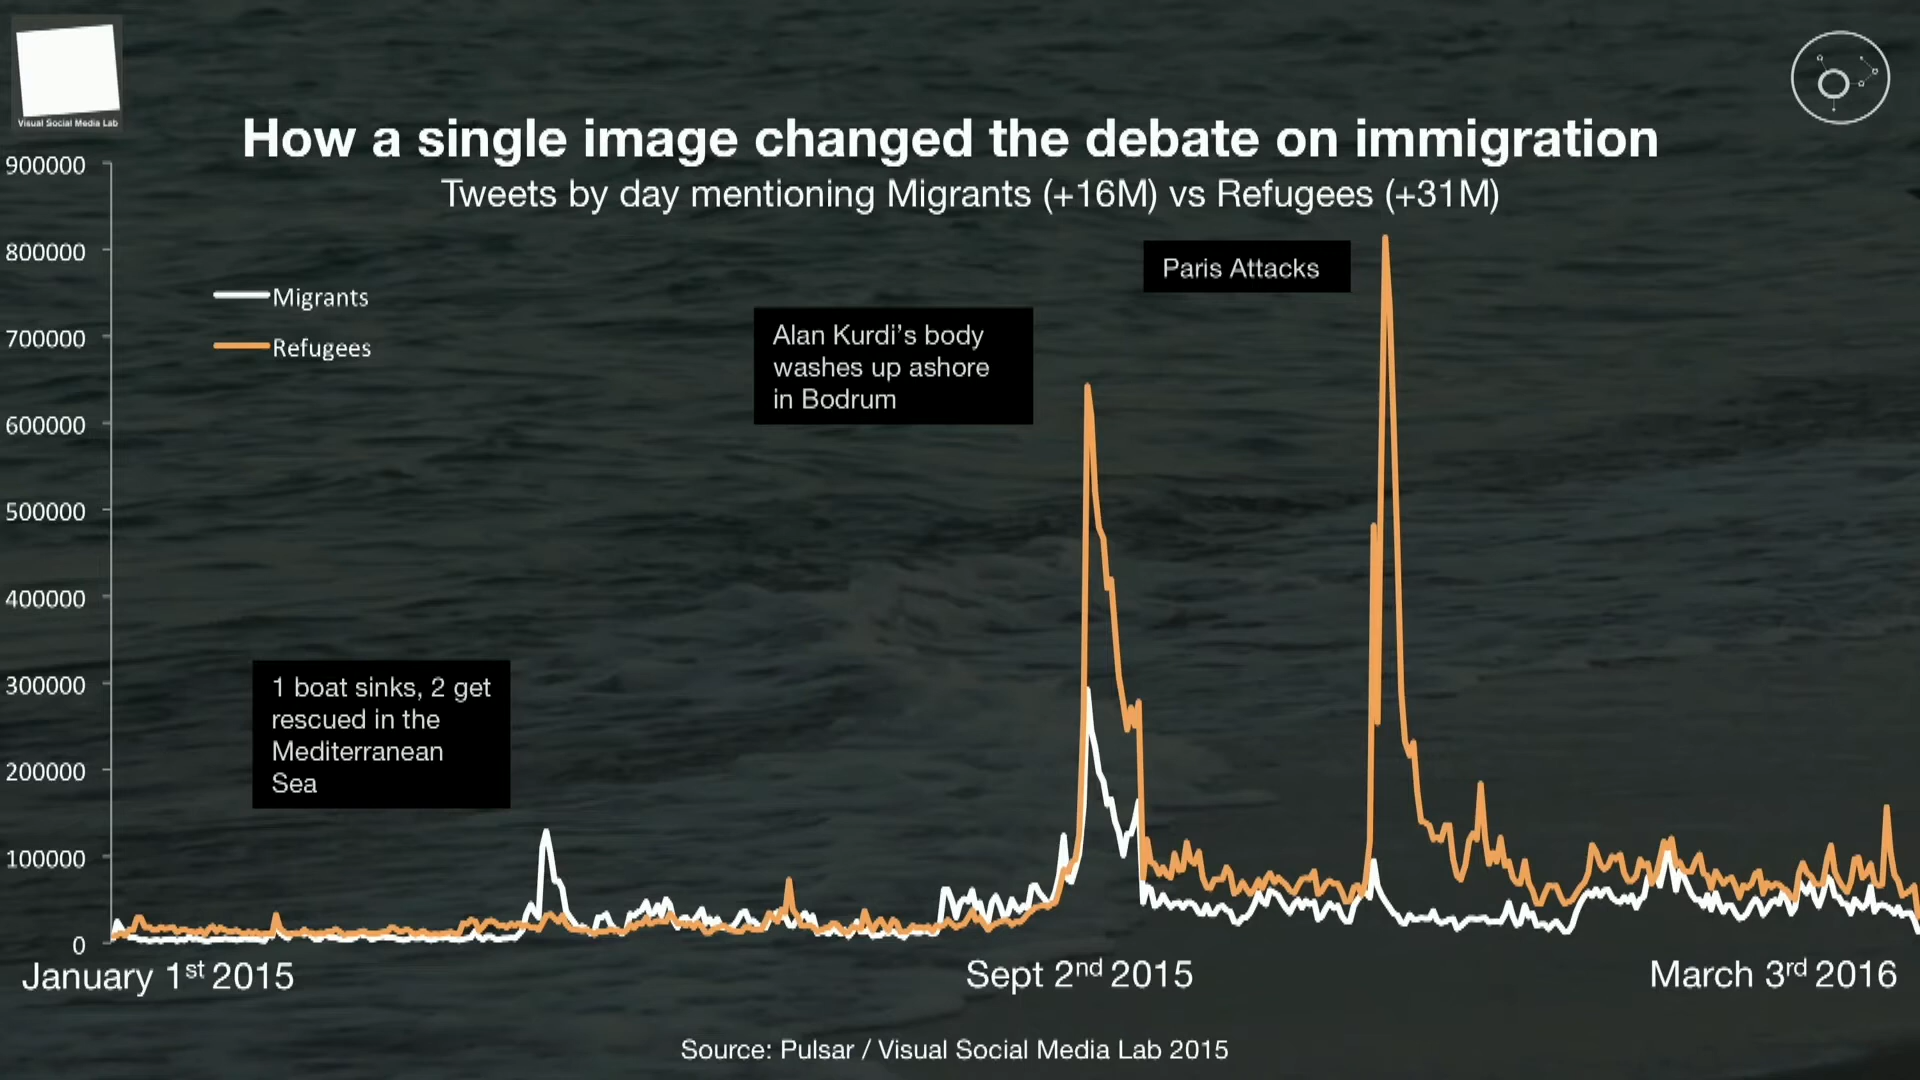 Visual Social Media Lab
How a single image changed the debate on immigration
Tweets by day mentioning Migrants (+16M) vs Refugees (+31M)
900000
800000
700000
600000
500000
400000
300000
200000
100000
0
Migrants
Refugees
Paris Attacks
Alan Kurdi’s body
washes up ashore
in Bodrum
1 boat sinks, 2 get
rescued in the
Mediterranean
Sea
January 1st 2015
Sept 2nd 2015
March 3rd 2016
Source: Pulsar / Visual Social Media Lab 2015